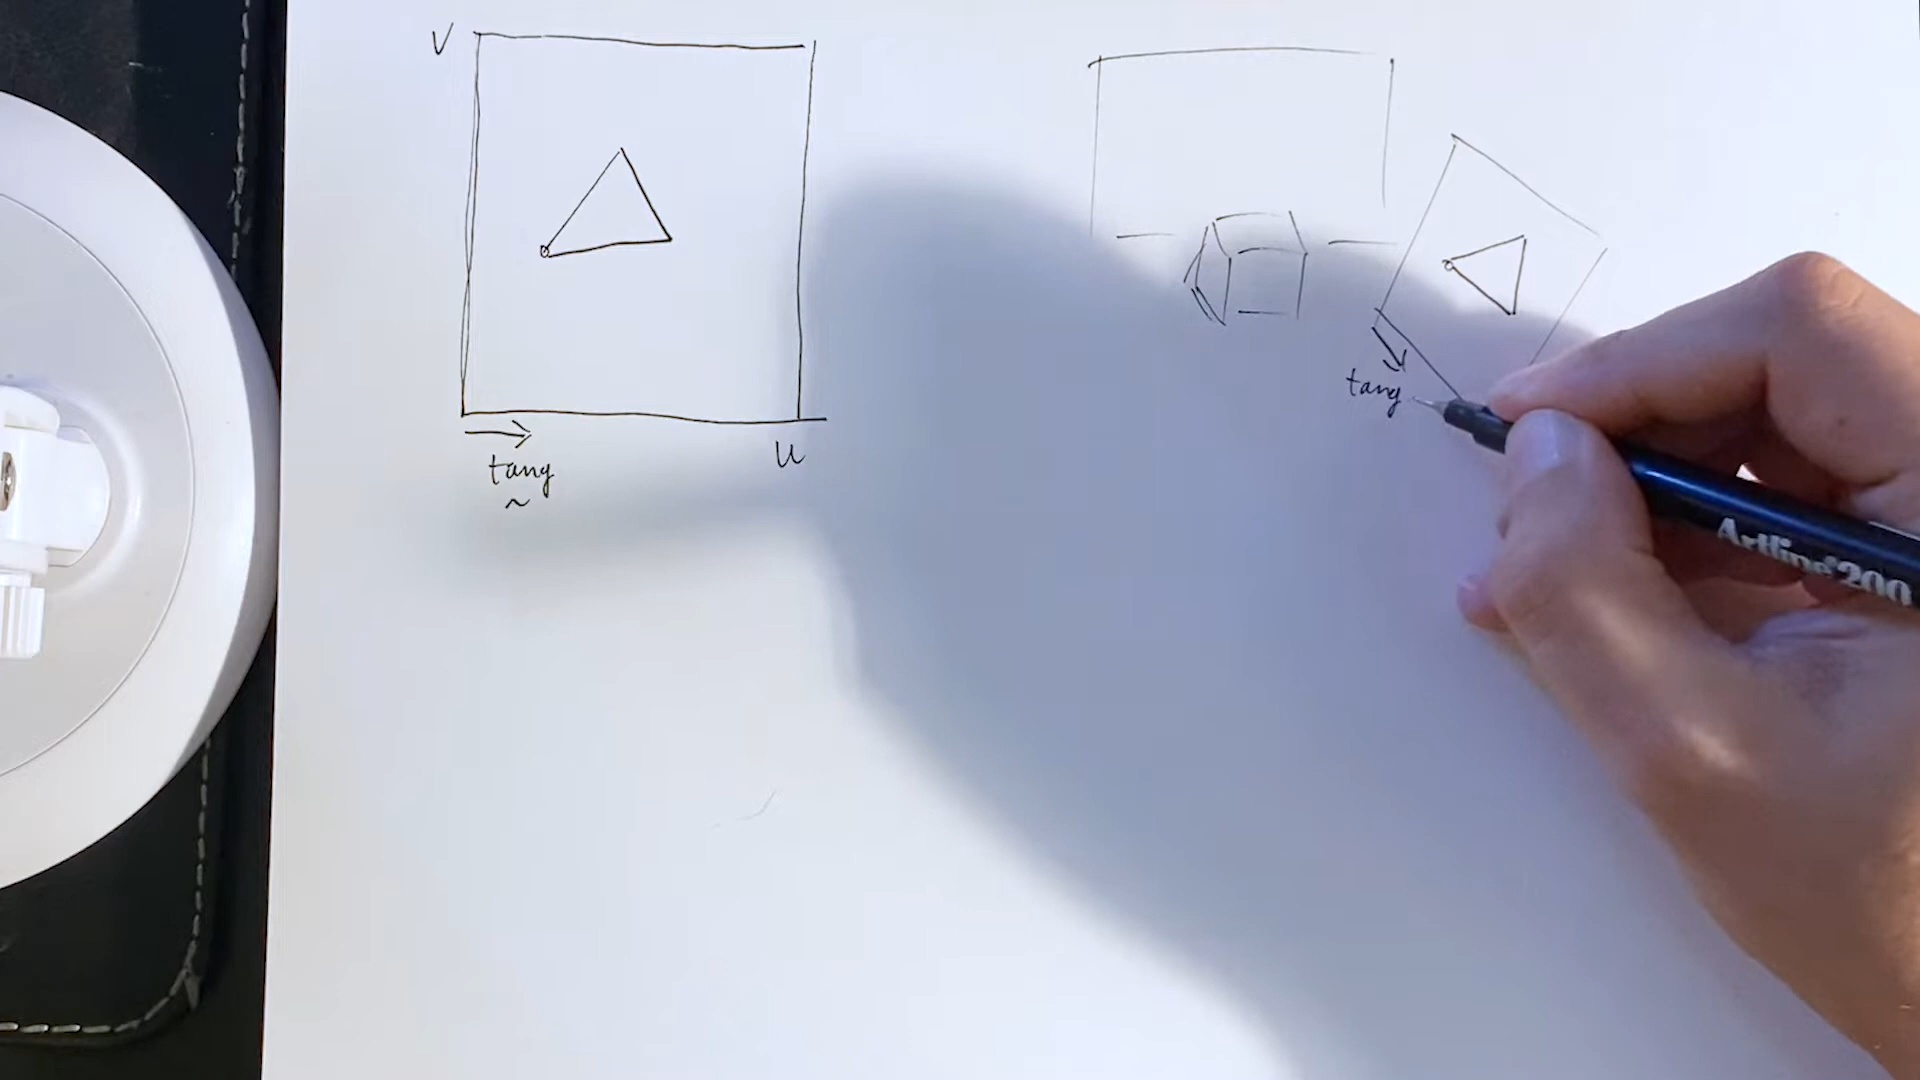 V
tang
~
U
tang
Artline 200